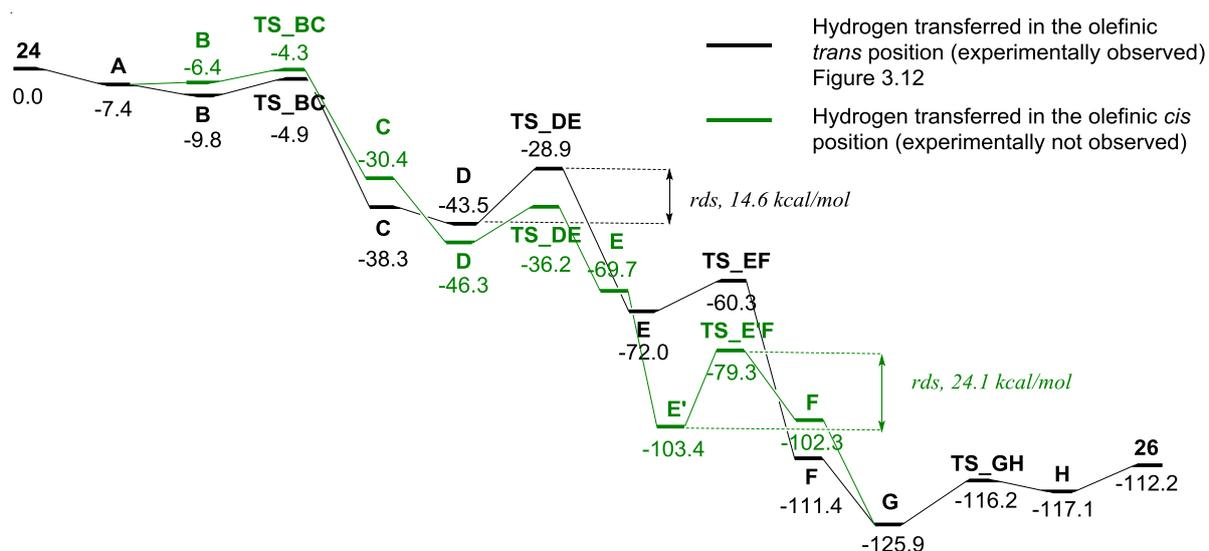 24
0.0
A
-7.4
B
-6.4
B
-9.8
TS_BC
-4.3
TS_BC
-4.9
C
-30.4
C
-38.3
D
-43.5
D
-46.3
TS_DE
-28.9
TS_DE
-36.2
rds, 14.6 kcal/mol
E
-69.7
E
-72.0
TS_EF
-60.3
TS_E'F
-79.3
E'
-103.4
rds, 24.1 kcal/mol
F
-102.3
F
-111.4
G
-125.9
TS_GH
-116.2
H
-117.1
26
-112.2
Hydrogen transferred in the olefinic
trans position (experimentally observed)
Figure 3.12
Hydrogen transferred in the olefinic cis
position (experimentally not observed)